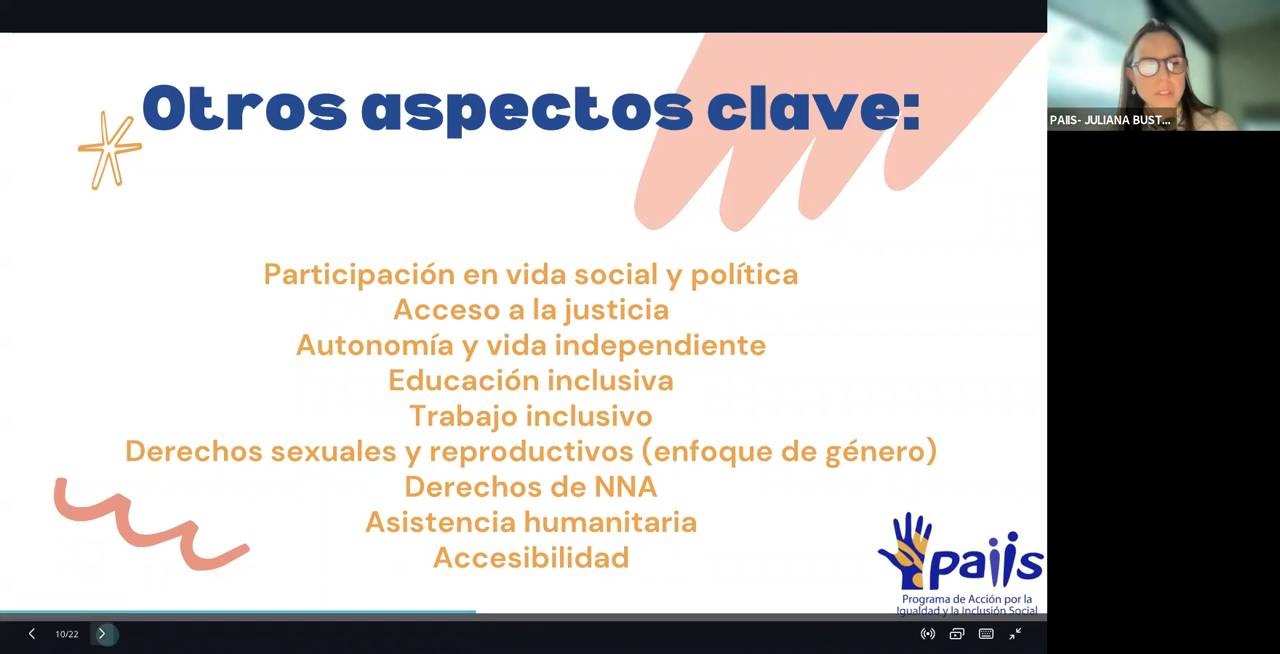 Otros aspectos clave:
PAIIS- JULIANA BUST...
Participación en vida social y política
Acceso a la justicia
Autonomía y vida independiente
Educación inclusiva
Trabajo inclusivo
Derechos sexuales y reproductivos (enfoque de género)
Derechos de NNA
Asistencia humanitaria
Accesibilidad
paiis
Programa de Acción por la
Igualdad y la Inclusión Social
10/22